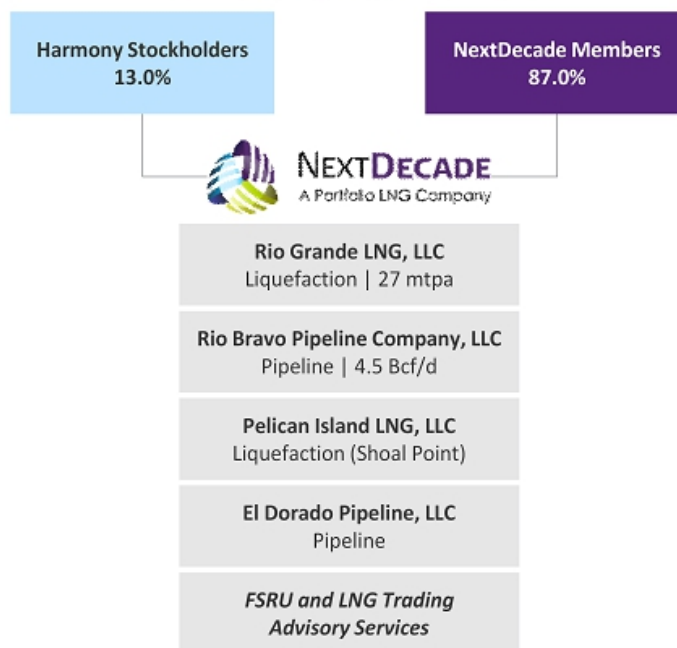 Harmony Stockholders
13.0%
NextDecade Members
87.0%
NEXTDECADE
A Portfolio LNG Company
Rio Grande LNG, LLC
Liquefaction | 27 mtpa
Rio Bravo Pipeline Company, LLC
Pipeline | 4.5 Bcf/d
Pelican Island LNG, LLC
Liquefaction (Shoal Point)
El Dorado Pipeline, LLC
Pipeline
FSRU and LNG Trading
Advisory Services